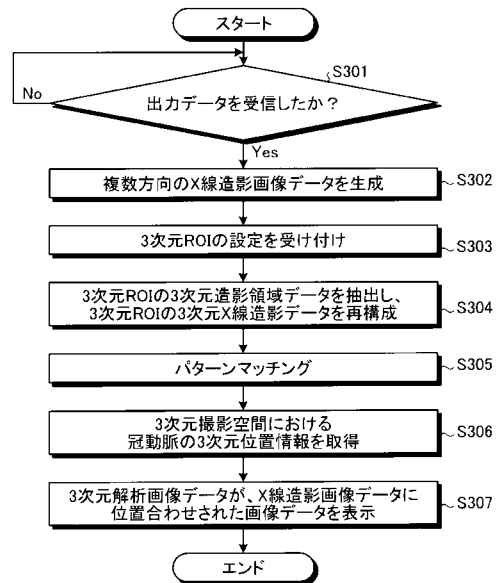 スタート
S301
出力データを受信したか？
No
Yes
複数方向のX線造影画像データを生成
S302
3次元ROIの設定を受け付け
S303
3次元ROIの3次元造影領域データを抽出し、
3次元ROIの3次元X線造影データを再構成
S304
パターンマッチング
S305
3次元撮影空間における
冠動脈の3次元位置情報を取得
S306
3次元解析画像データが、X線造影画像データに
位置合わせされた画像データを表示
S307
エンド